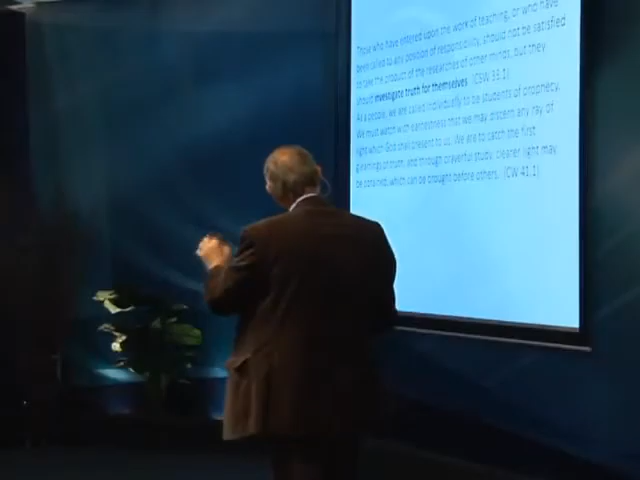 Those who have entered upon the work of teaching, or who have
been called to any position of responsibility, should not be satisfied
to take the product of the researches of other minds, but they
should investigate truth for themselves. (CSW 33.1)
As a people, we are called individually to be students of prophecy.
We must watch with earnestness that we may discern any ray of
light which God shall present to us. We are to catch the first
gleamings of truth; and through prayerful study, clearer light may
be obtained, which can be brought before others. (CW 41.1)